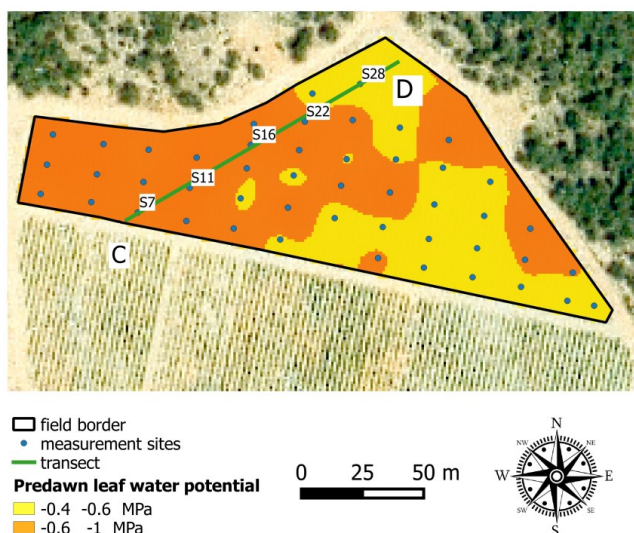 S28
D
S22
S16
S11
S7
C
field border
measurement sites
transect
Predawn leaf water potential
-0.4 -0.6 MPa
-0.6 -1 MPa
0 25 50 m
N
NW NE
W E
SW SE
S